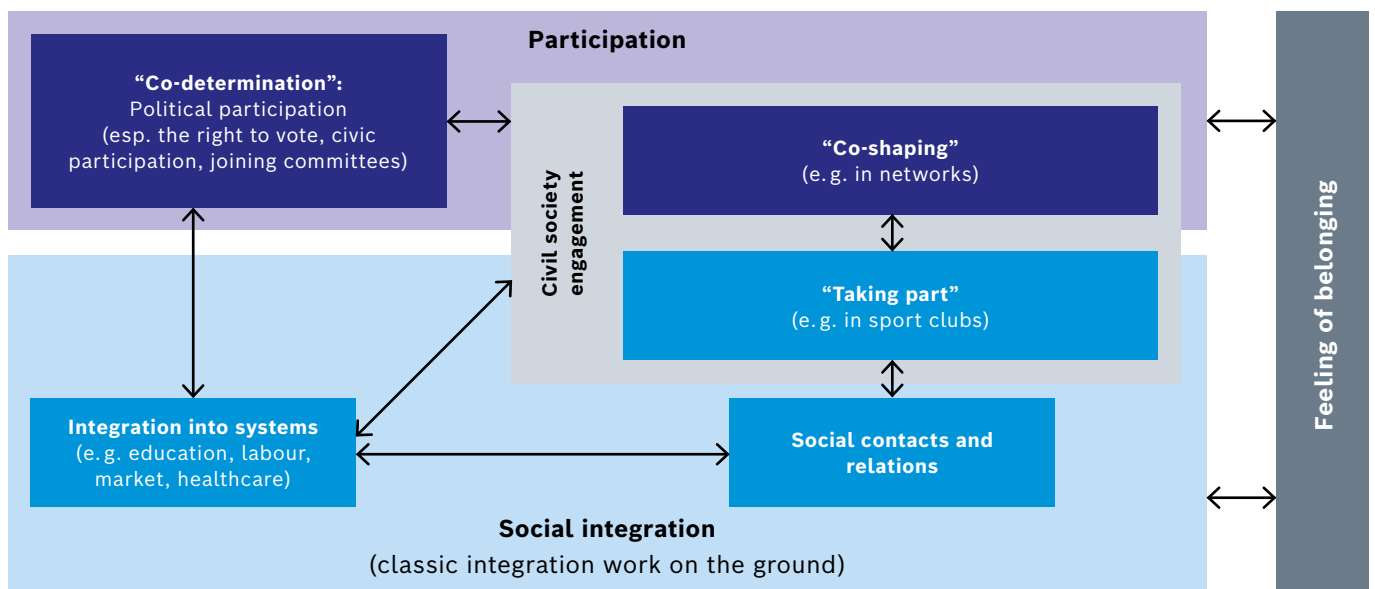 Participation
“Co-determination”:
Political participation
(esp. the right to vote, civic
participation, joining committees)
Civil society
engagement
“Co-shaping”
(e. g. in networks)
“Taking part”
(e. g. in sport clubs)
Integration into systems
(e. g. education, labour,
market, healthcare)
Social contacts and
relations
Social integration
(classic integration work on the ground)
Feeling of belonging